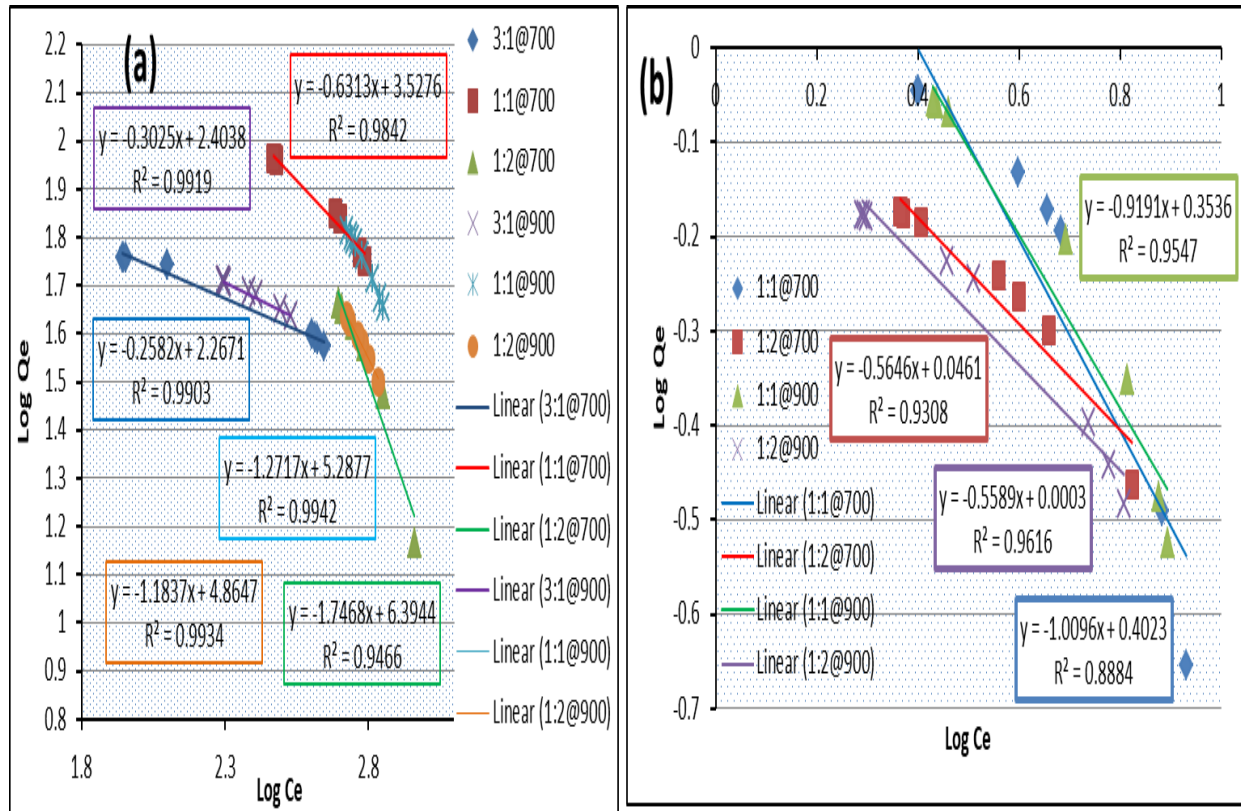 (a)
Log Qe
2.2
2.1
2
1.9
1.8
1.7
1.6
1.5
1.4
1.3
1.2
1.1
1
0.9
0.8
1.8
2.3
2.8
Log Ce
y = -0.6313x + 3.5276
R² = 0.9842
y = -0.3025x + 2.4038
R² = 0.9919
y = -0.2582x + 2.2671
R² = 0.9903
y = -1.2717x + 5.2877
R² = 0.9942
y = -1.1837x + 4.8647
R² = 0.9934
y = -1.7468x + 6.3944
R² = 0.9466
3:1@700
1:1@700
1:2@700
3:1@900
1:1@900
1:2@900
Linear (3:1@700)
Linear (1:1@700)
Linear (1:2@700)
Linear (3:1@900)
Linear (1:1@900)
Linear (1:2@900)
(b)
Log Qe
0
-0.1
-0.2
-0.3
-0.4
-0.5
-0.6
-0.7
0
0.2
0.4
0.6
0.8
1
Log Ce
y = -0.9191x + 0.3536
R² = 0.9547
y = -0.5646x + 0.0461
R² = 0.9308
y = -0.5589x + 0.0003
R² = 0.9616
y = -1.0096x + 0.4023
R² = 0.8884
1:1@700
1:2@700
1:1@900
1:2@900
Linear (1:1@700)
Linear (1:2@700)
Linear (1:1@900)
Linear (1:2@900)